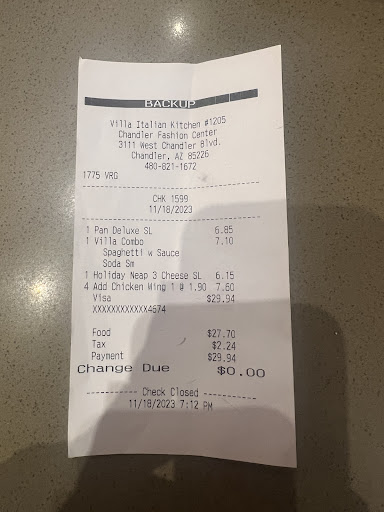 BACKUP
Villa Italian Kitchen #1205
Chandler Fashion Center
3111 West Chandler Blvd.
Chandler, AZ 85226
480-821-1672
1775 VRG
CHK 1599
11/18/2023
1 Pan Deluxe SL 6.85
1 Villa Combo 7.10
Spaghetti w Sauce
Soda Sm
1 Holiday Neap 3 Cheese SL 6.15
4 Add Chicken Wing 1 @ 1.90 7.60
Visa $29.94
XXXXXXXXXXXX4674
Food $27.70
Tax $2.24
Payment $29.94
Change Due $0.00
------------ Check Closed ------------
11/18/2023 7:12 PM